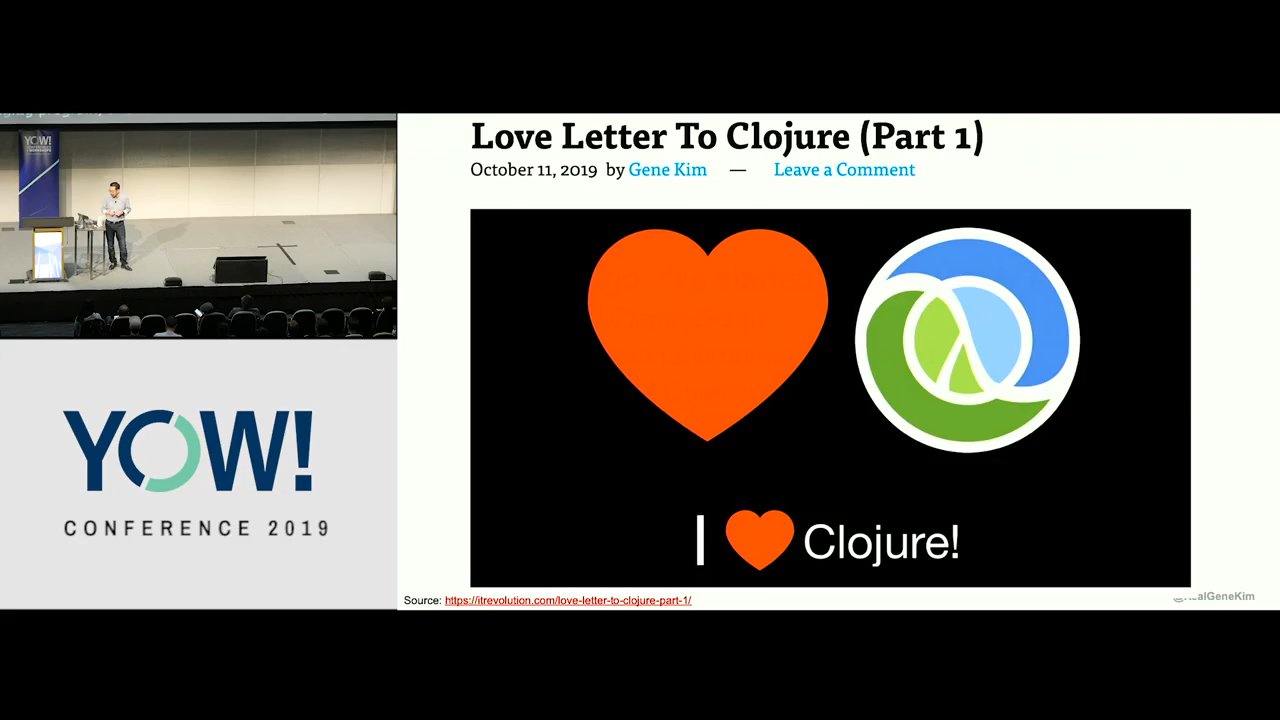 YOW!
Love Letter To Clojure (Part 1)
October 11, 2019 by Gene Kim — Leave a Comment
I Clojure!
YOW!
CONFERENCE 2019
Source: https://itrevolution.com/love-letter-to-clojure-part-1/